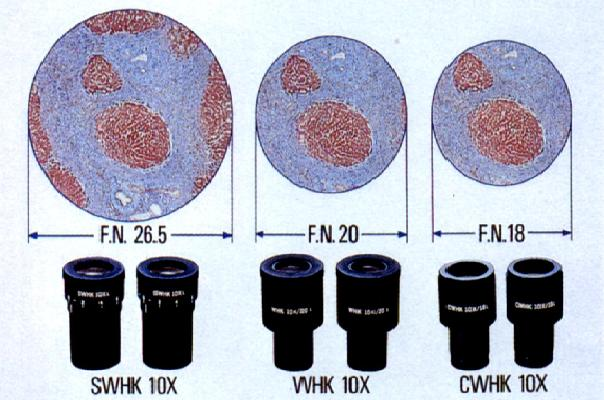 F.N. 26.5
F.N. 20
F.N. 18
SWHK 10X
WHK 10X
CWHK 10X